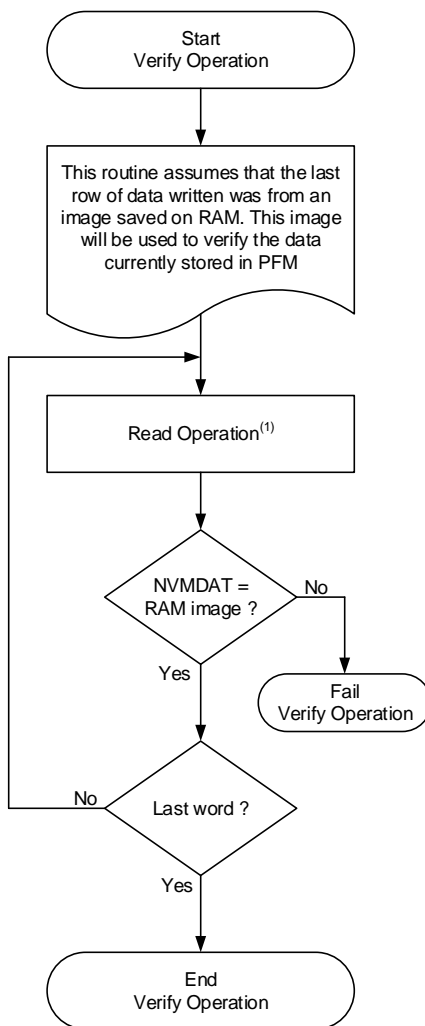 Start
Verify Operation
This routine assumes that the last
row of data written was from an
image saved on RAM. This image
will be used to verify the data
currently stored in PFM
Read Operation(1)
NVMDAT =
RAM image ?
No
Yes
Fail
Verify Operation
Last word ?
No
Yes
End
Verify Operation